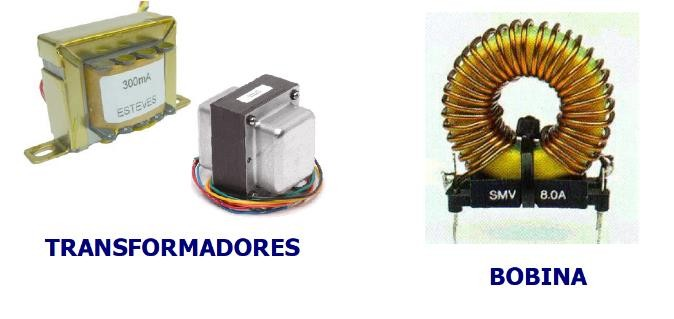 300mA
ESTEVES
SMV 8.0A
TRANSFORMADORES
BOBINA